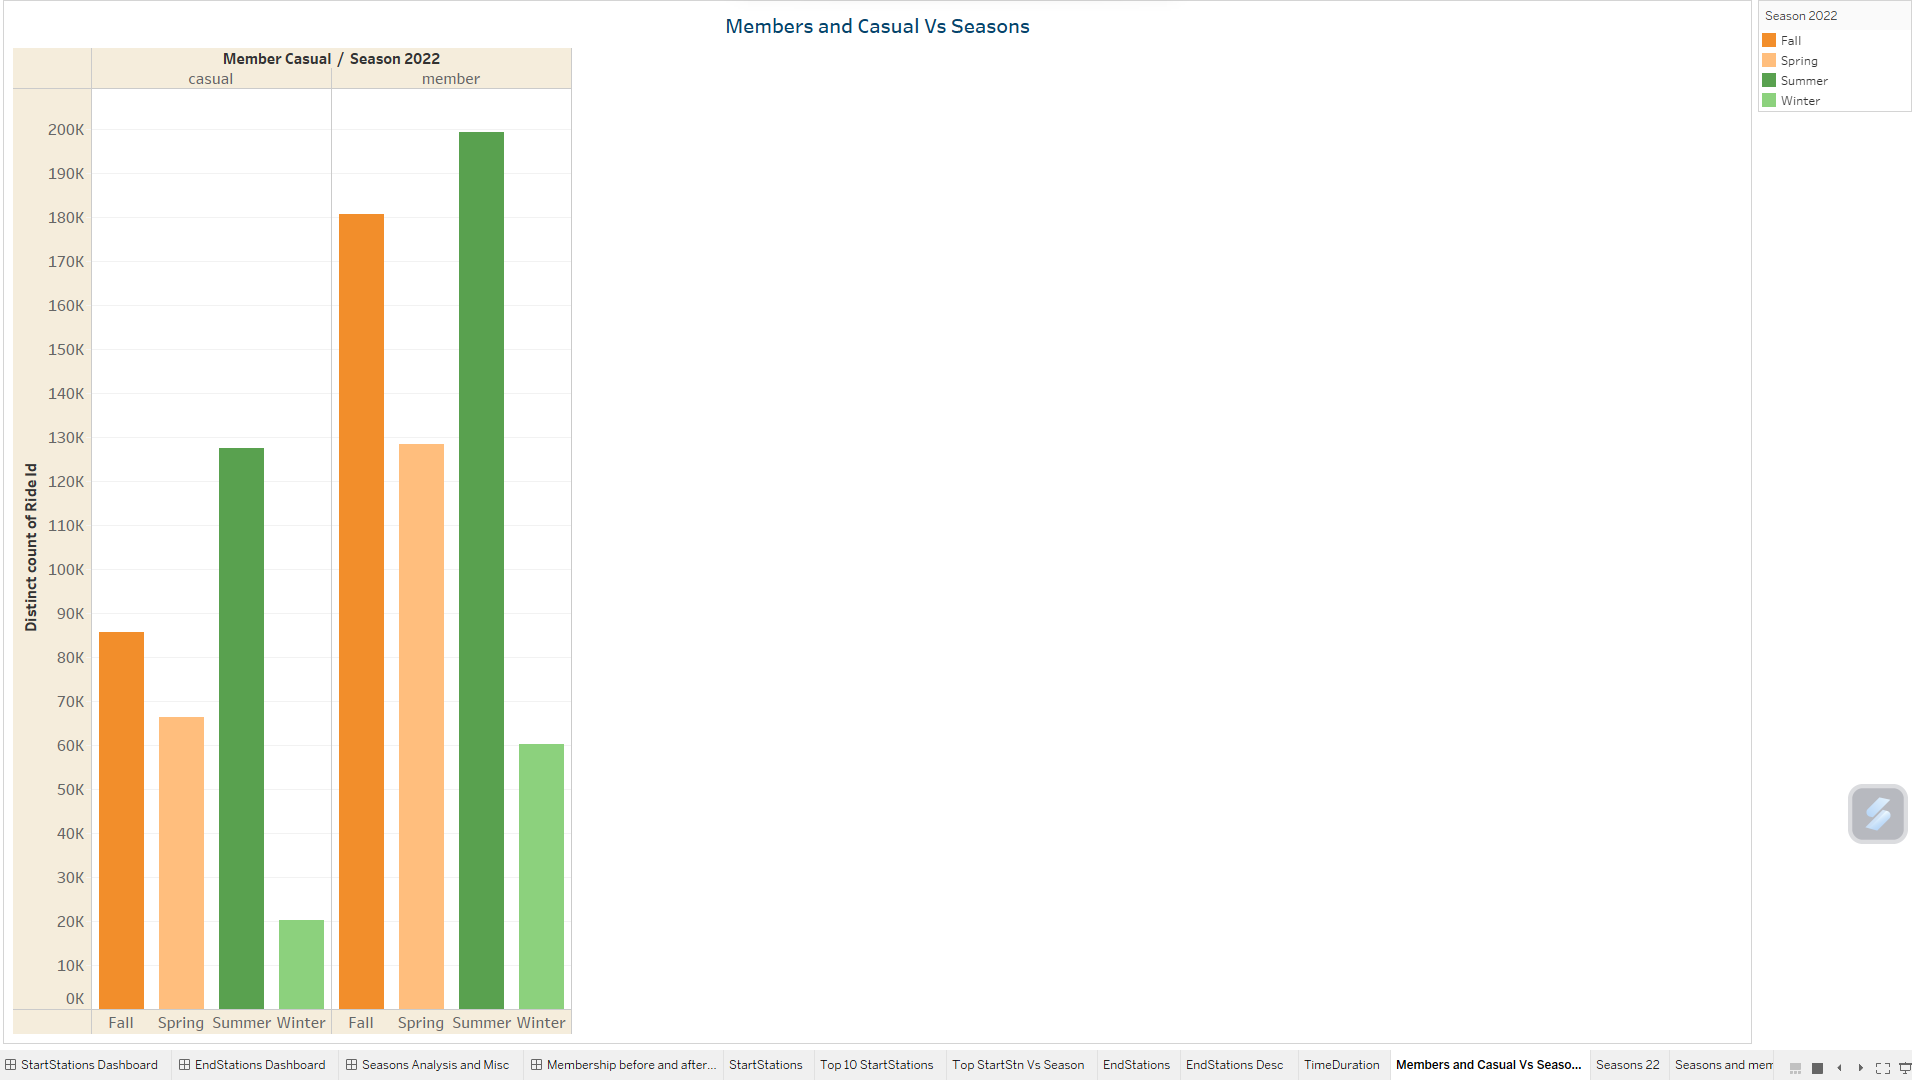 Members and Casual Vs Seasons
Season 2022
Fall
Spring
Summer
Winter
Member Casual / Season 2022
casual
member
Distinct count of Ride Id
200K
190K
180K
170K
160K
150K
140K
130K
120K
110K
100K
90K
80K
70K
60K
50K
40K
30K
20K
10K
0K
Fall Spring Summer Winter Fall Spring Summer Winter
StartStations Dashboard EndStations Dashboard Seasons Analysis and Misc Membership before and after... StartStations Top 10 StartStations Top StartStn Vs Season EndStations EndStations Desc TimeDuration Members and Casual Vs Seaso... Seasons 22 Seasons and mem